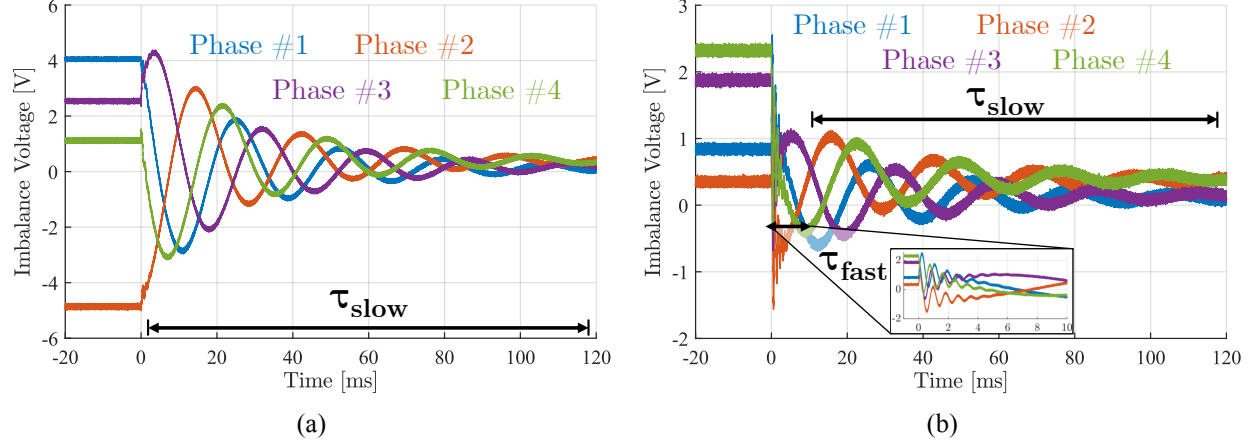 Phase #1 Phase #2
Phase #3 Phase #4
τslow
Imbalance Voltage [V]
6
4
2
0
-2
-4
-6
-20 0 20 40 60 80 100 120
Time [ms]
(a)
Phase #1 Phase #2
Phase #3 Phase #4
τslow
τfast
Imbalance Voltage [V]
3
2
1
0
-1
-2
2
0
-2
0 2 4 6 8 10
-20 0 20 40 60 80 100 120
Time [ms]
(b)